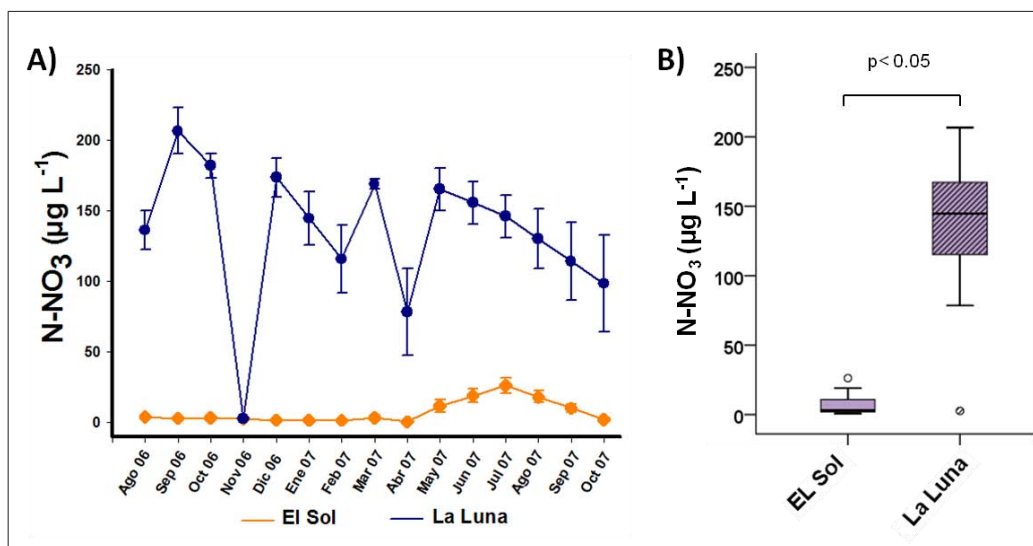 A)
N-NO3 (µg L-1)
250
200
150
100
50
0
Ago 06
Sep 06
Oct 06
Nov 06
Dic 06
Ene 07
Feb 07
Mar 07
Abr 07
May 07
Jun 07
Jul 07
Ago 07
Sep 07
Oct 07
El Sol
La Luna
B)
p< 0.05
N-NO3 (µg L-1)
250
200
150
100
50
0
EL Sol
La Luna